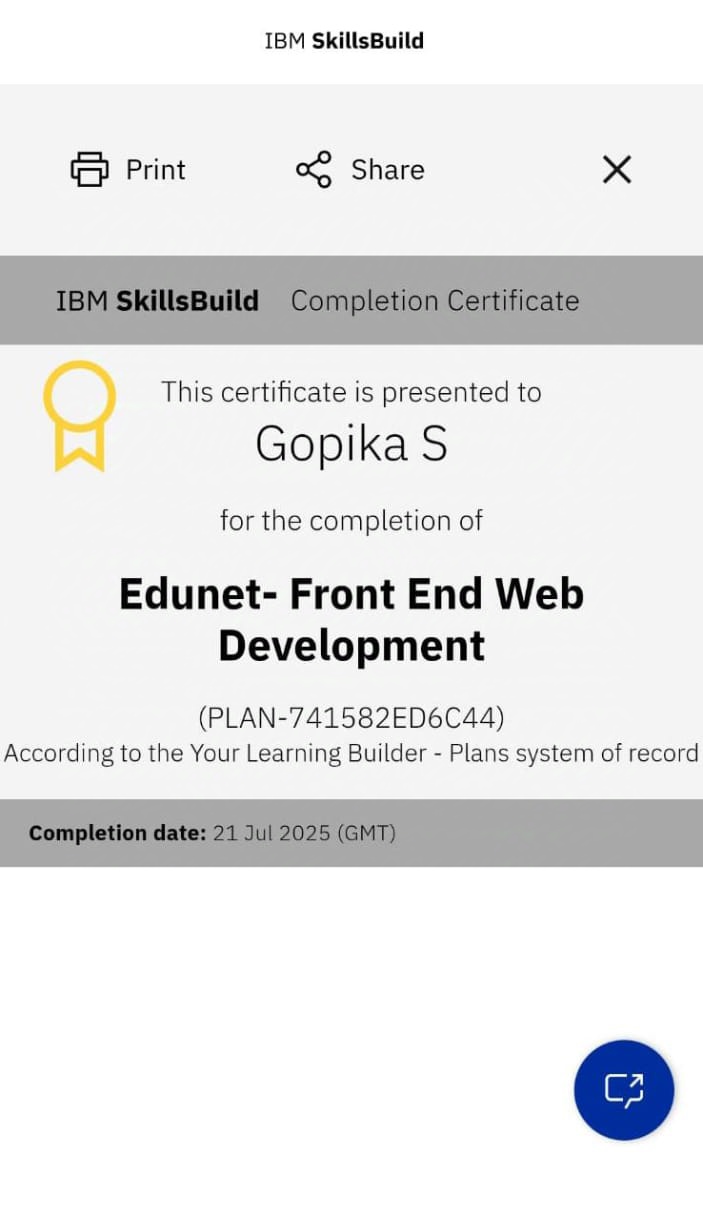 IBM SkillsBuild
Print
Share
IBM SkillsBuild Completion Certificate
This certificate is presented to
Gopika S
for the completion of
Edunet- Front End Web
Development
(PLAN-741582ED6C44)
According to the Your Learning Builder - Plans system of record
Completion date: 21 Jul 2025 (GMT)